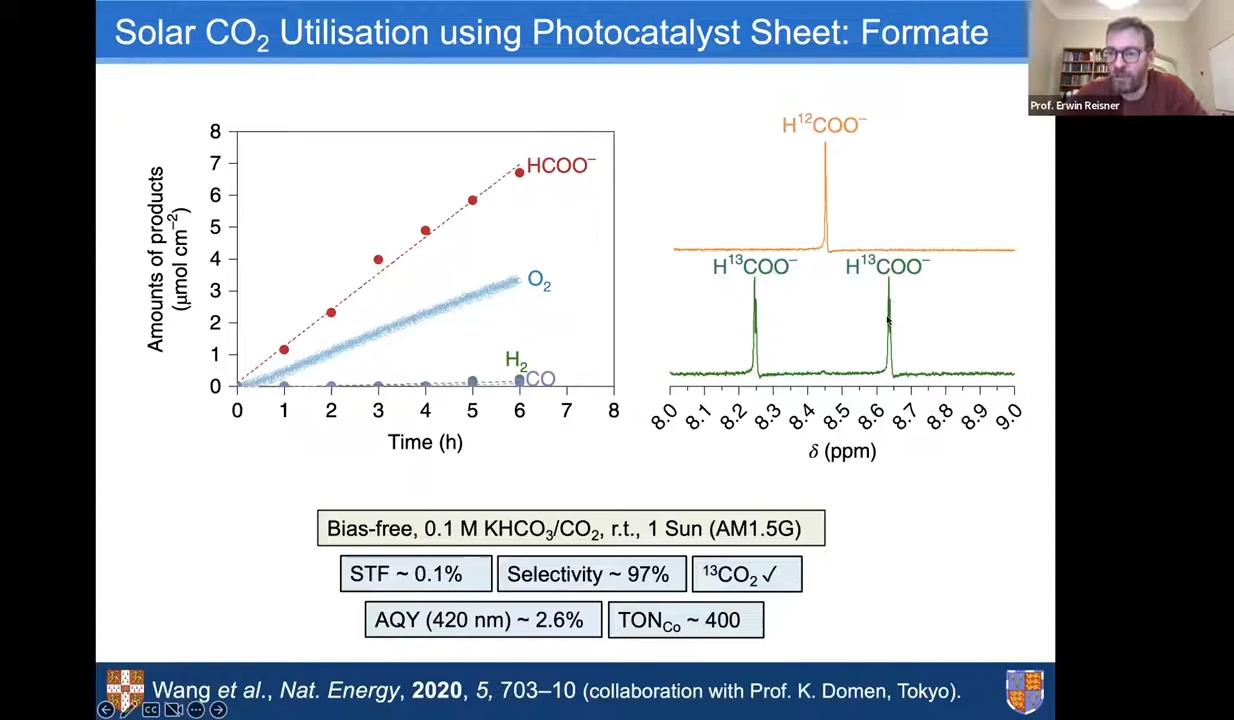 Solar CO₂ Utilisation using Photocatalyst Sheet: Formate
Prof. Erwin Reisner
Amounts of products
(μmol cm⁻²)
8
7
6
5
4
3
2
1
0
HCOO⁻
O₂
H₂
CO
0 1 2 3 4 5 6 7 8
Time (h)
H¹²COO⁻
H¹³COO⁻ H¹³COO⁻
8.0 8.1 8.2 8.3 8.4 8.5 8.6 8.7 8.8 8.9 9.0
δ (ppm)
Bias-free, 0.1 M KHCO₃/CO₂, r.t., 1 Sun (AM1.5G)
STF ~ 0.1% Selectivity ~ 97% ¹³CO₂ ✓
AQY (420 nm) ~ 2.6% TON_Co ~ 400
Wang et al., Nat. Energy, 2020, 5, 703–10 (collaboration with Prof. K. Domen, Tokyo).
CC